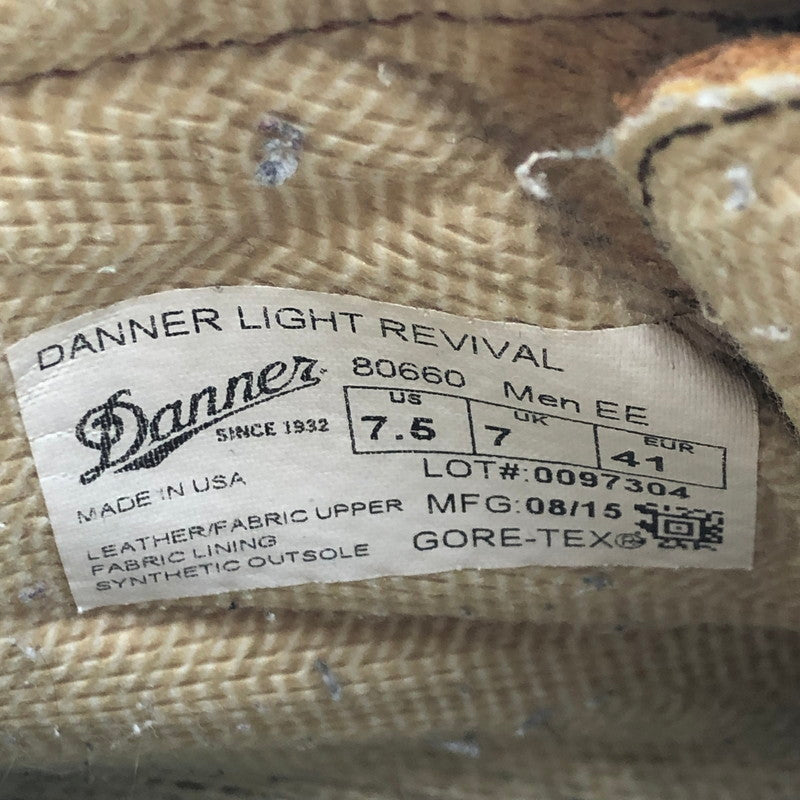 DANNER LIGHT REVIVAL
Danner
SINCE 1932
80660 Men EE
US UK EUR
7.5 7 41
MADE IN USA
LOT#:0097304
MFG:08/15
GORE-TEX®
LEATHER/FABRIC UPPER
FABRIC LINING
SYNTHETIC OUTSOLE